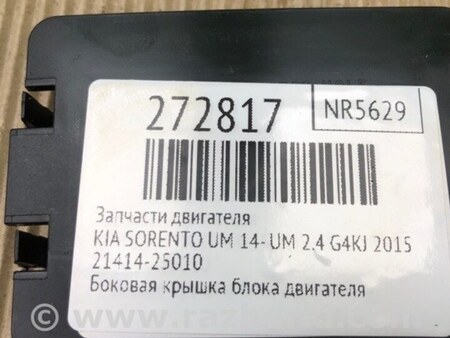 272817
NR5629
Запчасти двигателя
KIA SORENTO UM 14- UM 2.4 G4KJ 2015
21414-25010
Боковая крышка блока двигателя